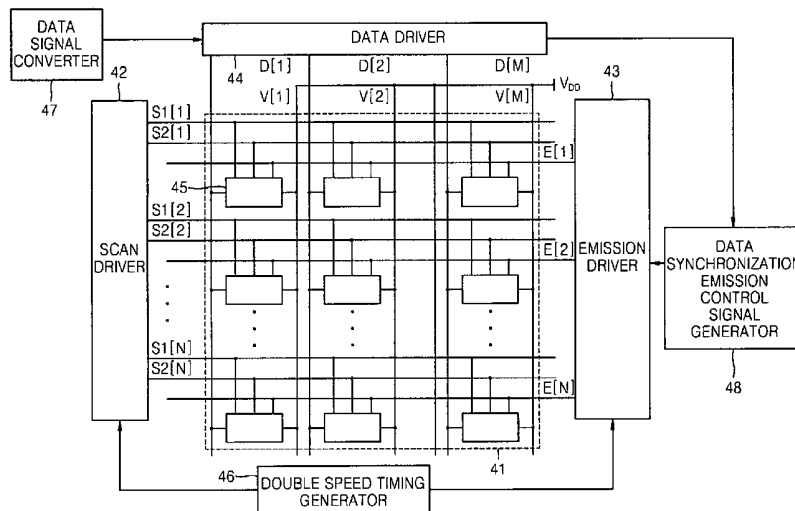 DATA
SIGNAL
CONVERTER
47
DATA DRIVER
44
D[1]
D[2]
D[M]
42
43
V[1]
V[2]
V[M]
VDD
S1[1]
S2[1]
E[1]
45
S1[2]
S2[2]
E[2]
SCAN
DRIVER
EMISSION
DRIVER
DATA
SYNCHRONIZATION
EMISSION
CONTROL
SIGNAL
GENERATOR
48
S1[N]
S2[N]
E[N]
41
46
DOUBLE SPEED TIMING
GENERATOR